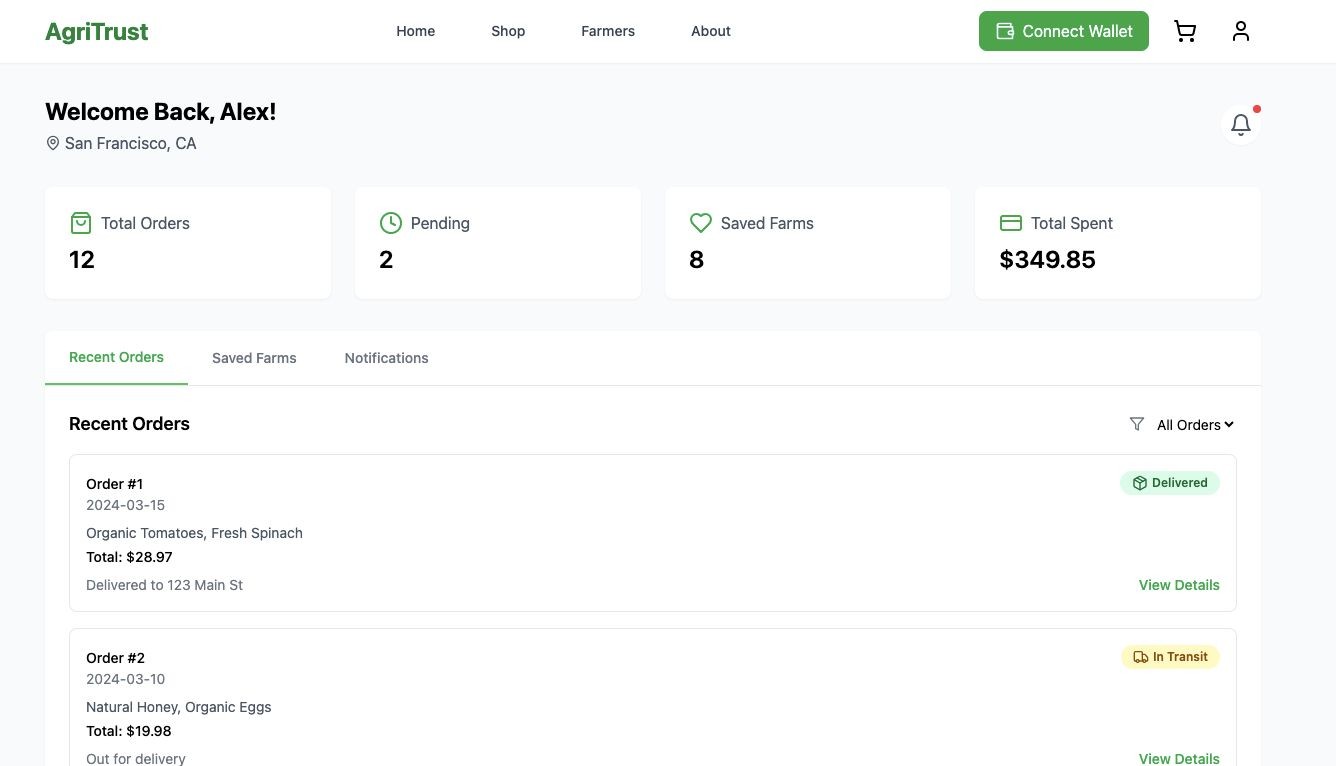 AgriTrust
Home
Shop
Farmers
About
Connect Wallet
Welcome Back, Alex!
San Francisco, CA
Total Orders
12
Pending
2
Saved Farms
8
Total Spent
$349.85
Recent Orders
Saved Farms
Notifications
Recent Orders
All Orders
Order #1
Delivered
2024-03-15
Organic Tomatoes, Fresh Spinach
Total: $28.97
Delivered to 123 Main St
View Details
Order #2
In Transit
2024-03-10
Natural Honey, Organic Eggs
Total: $19.98
Out for delivery
View Details